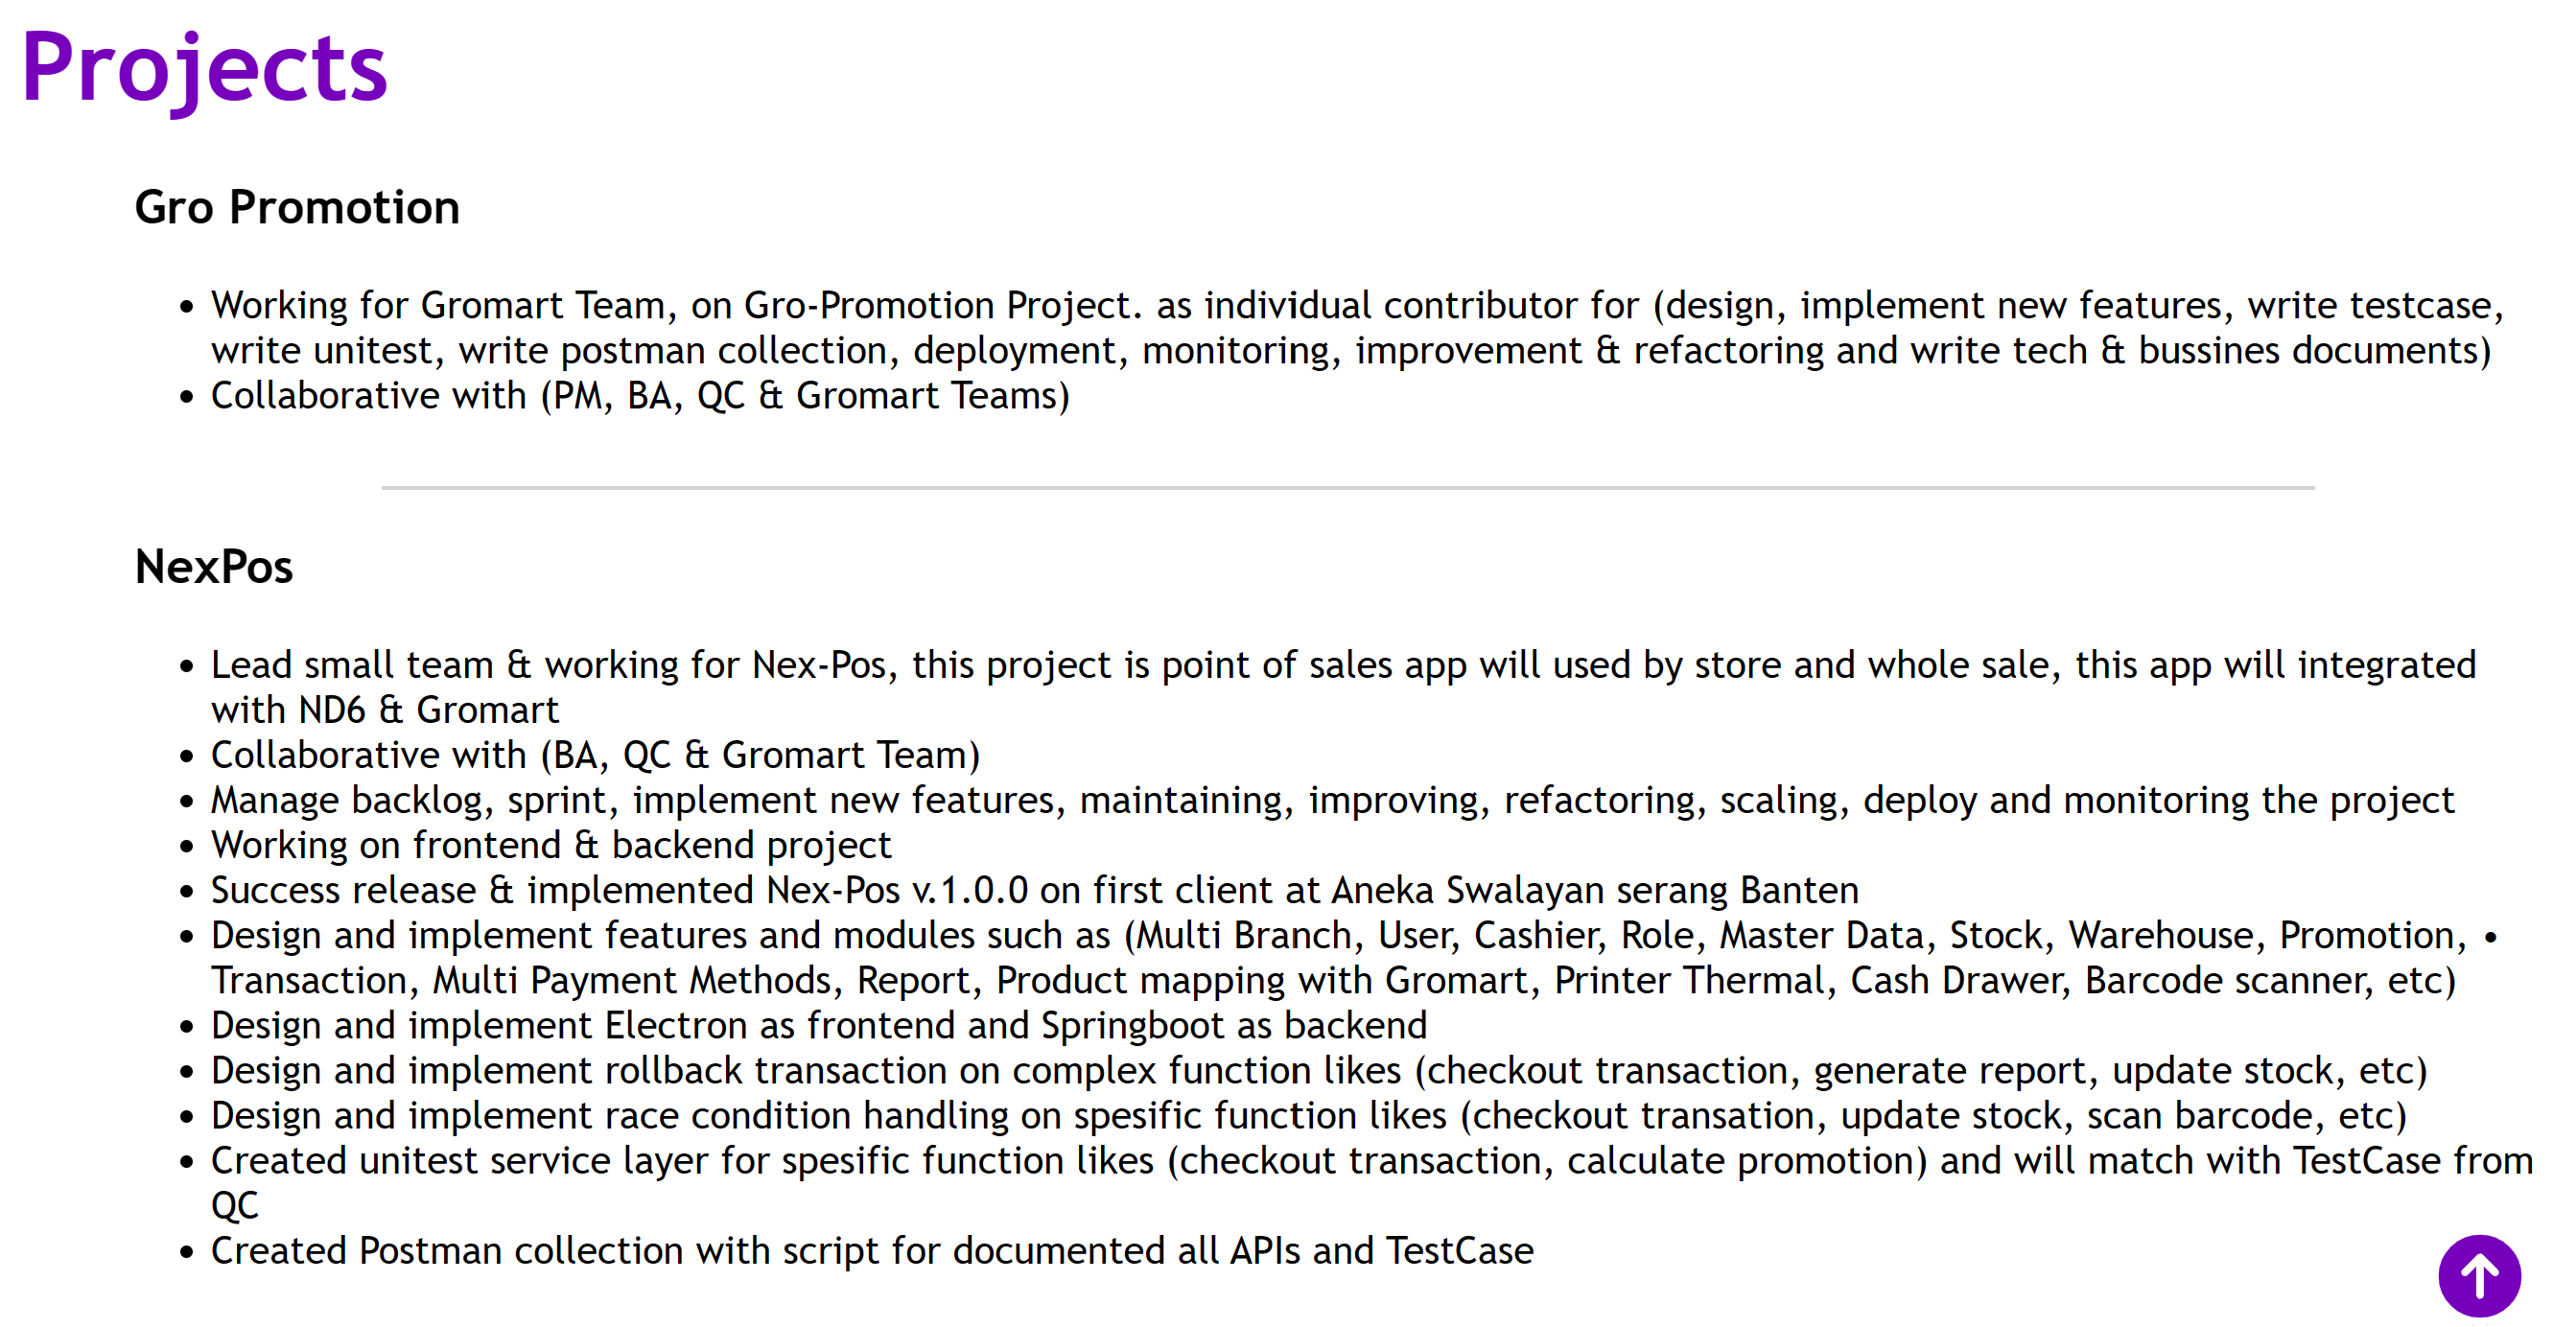 Projects
Gro Promotion
• Working for Gromart Team, on Gro-Promotion Project. as individual contributor for (design, implement new features, write testcase,
write unitest, write postman collection, deployment, monitoring, improvement & refactoring and write tech & bussines documents)
• Collaborative with (PM, BA, QC & Gromart Teams)
NexPos
• Lead small team & working for Nex-Pos, this project is point of sales app will used by store and whole sale, this app will integrated
with ND6 & Gromart
• Collaborative with (BA, QC & Gromart Team)
• Manage backlog, sprint, implement new features, maintaining, improving, refactoring, scaling, deploy and monitoring the project
• Working on frontend & backend project
• Success release & implemented Nex-Pos v.1.0.0 on first client at Aneka Swalayan serang Banten
• Design and implement features and modules such as (Multi Branch, User, Cashier, Role, Master Data, Stock, Warehouse, Promotion, •
Transaction, Multi Payment Methods, Report, Product mapping with Gromart, Printer Thermal, Cash Drawer, Barcode scanner, etc)
• Design and implement Electron as frontend and Springboot as backend
• Design and implement rollback transaction on complex function likes (checkout transaction, generate report, update stock, etc)
• Design and implement race condition handling on spesific function likes (checkout transation, update stock, scan barcode, etc)
• Created unitest service layer for spesific function likes (checkout transaction, calculate promotion) and will match with TestCase from
QC
• Created Postman collection with script for documented all APIs and TestCase